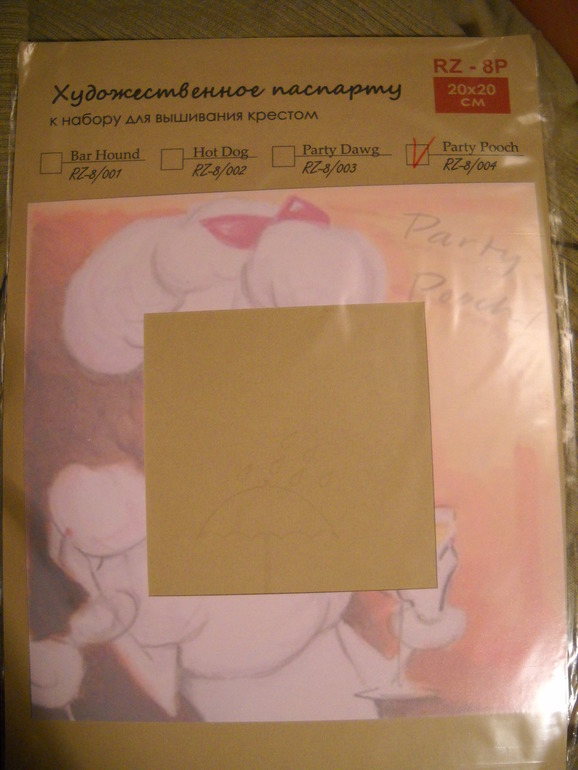 RZ - 8P
Художественное паспарту
20x20
см
к набору для вышивания крестом
Bar Hound
RZ-8/001
Hot Dog
RZ-8/002
Party Dawg
RZ-8/003
Party Pooch
RZ-8/004
Party
Pooch!